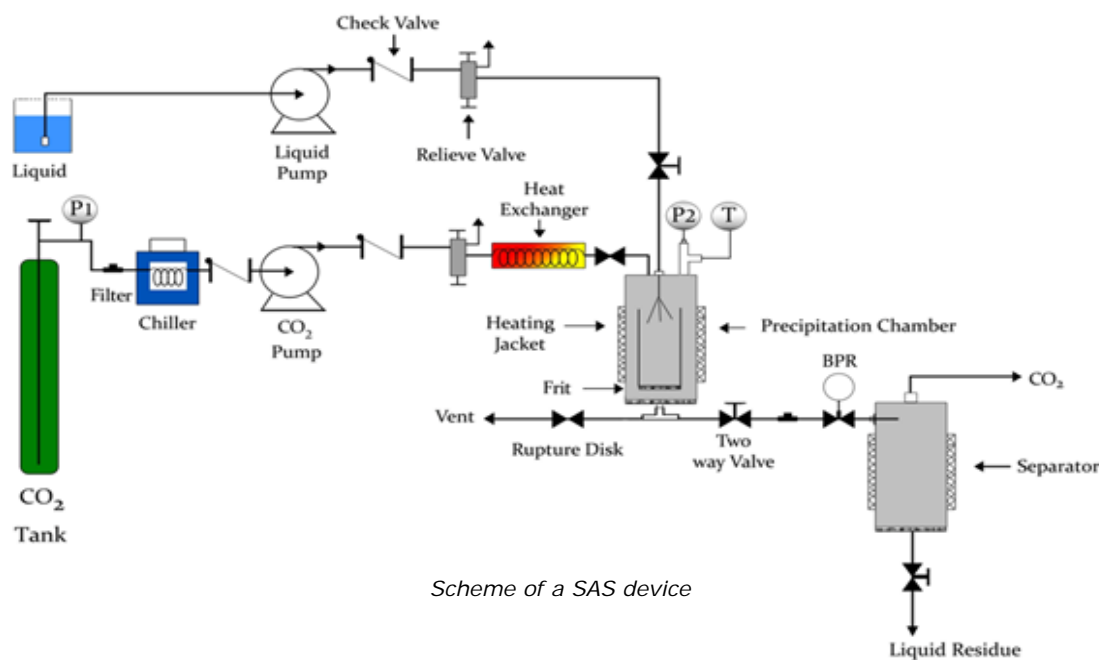 Check Valve
Liquid
Liquid
Pump
Relieve Valve
P1
Heat
Exchanger
P2
T
Filter
Chiller
CO₂
Pump
Heating
Jacket
Precipitation Chamber
Frit
BPR
CO₂
Vent
Rupture Disk
Two
way Valve
Separator
CO₂
Tank
Scheme of a SAS device
Liquid Residue